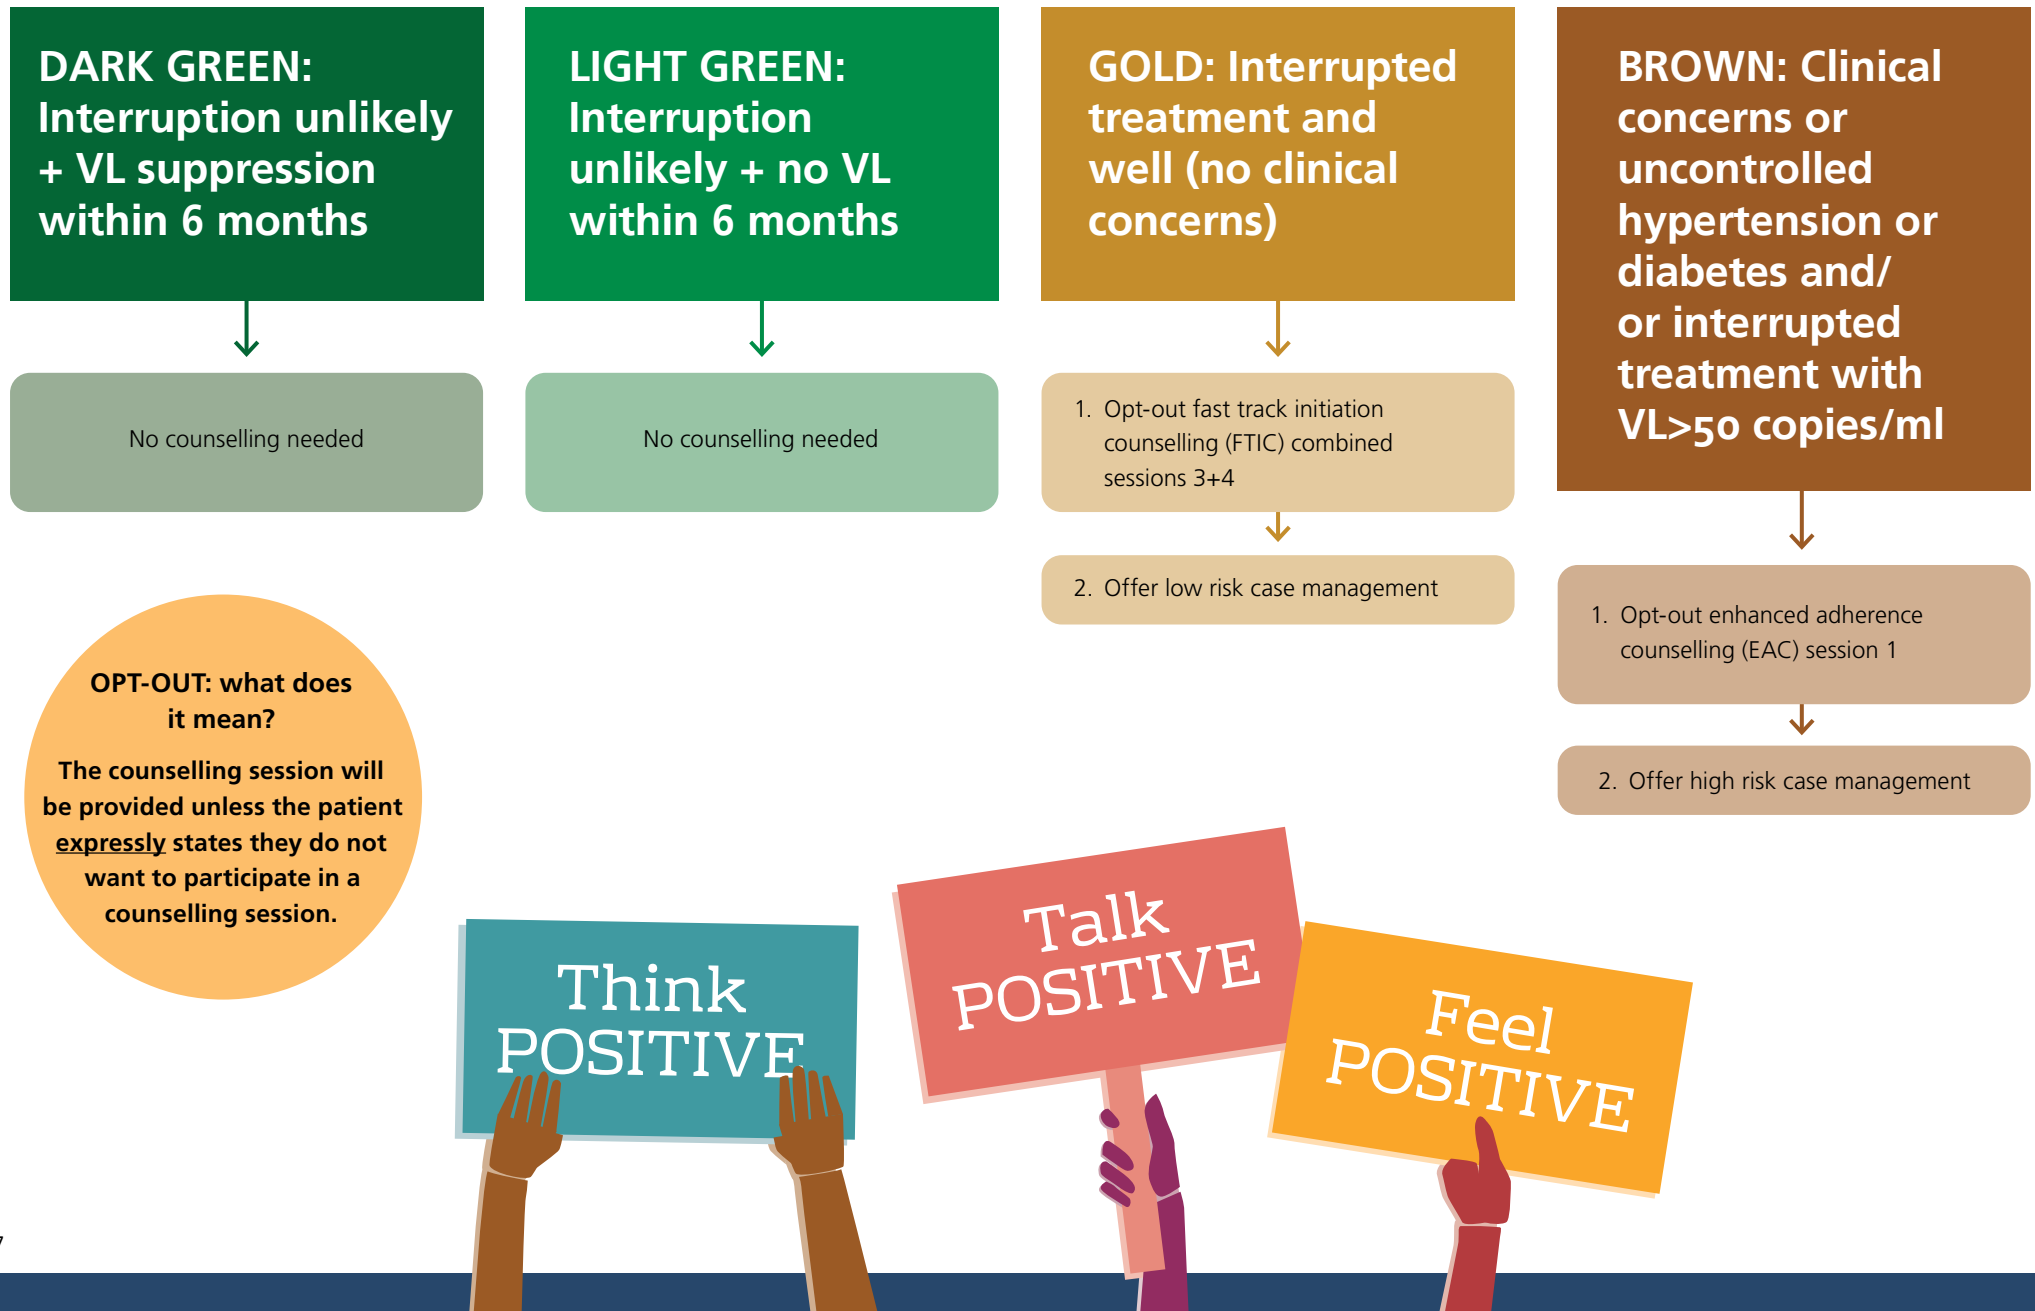 DARK GREEN:
Interruption unlikely
+ VL suppression
within 6 months
No counselling needed
LIGHT GREEN:
Interruption
unlikely + no VL
within 6 months
No counselling needed
GOLD: Interrupted
treatment and
well (no clinical
concerns)
1. Opt-out fast track initiation
counselling (FTIC) combined
sessions 3+4
2. Offer low risk case management
BROWN: Clinical
concerns or
uncontrolled
hypertension or
diabetes and/
or interrupted
treatment with
VL>50 copies/ml
1. Opt-out enhanced adherence
counselling (EAC) session 1
2. Offer high risk case management
OPT-OUT: what does
it mean?
The counselling session will
be provided unless the patient
expressly states they do not
want to participate in a
counselling session.
Think
POSITIVE
Talk
POSITIVE
Feel
POSITIVE